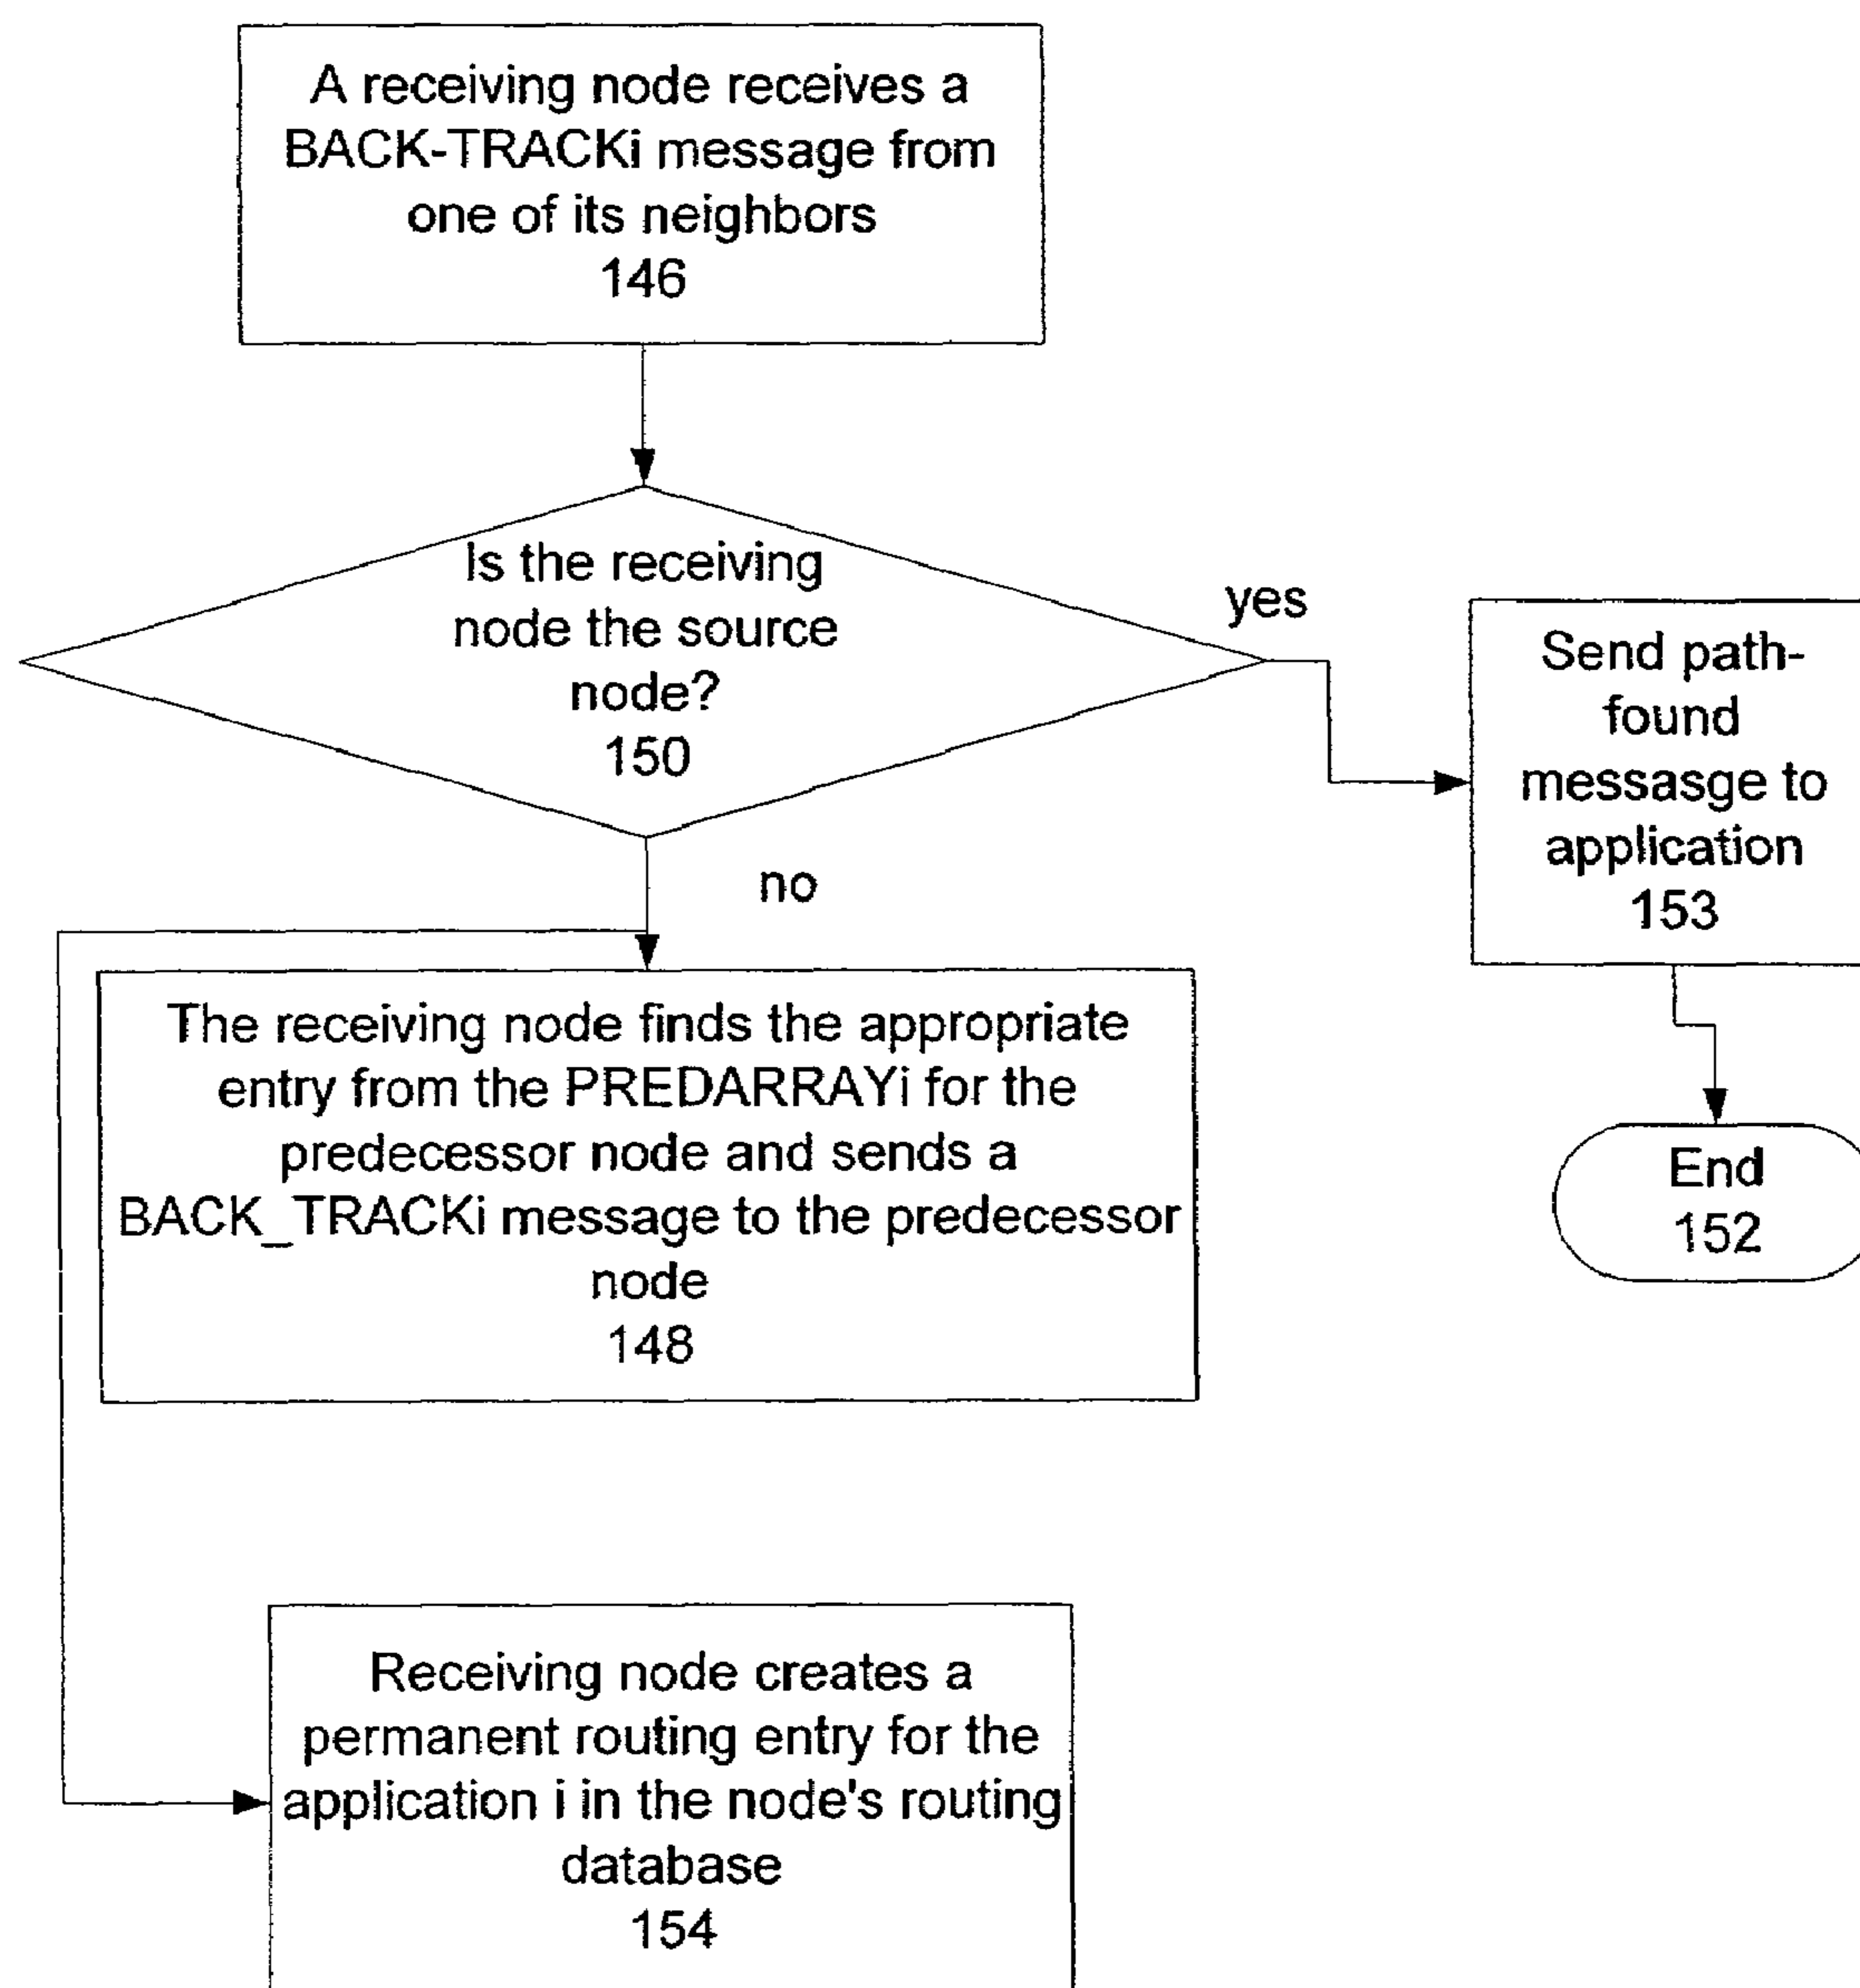 A receiving node receives a
BACK-TRACKi message from
one of its neighbors
146
Is the receiving
node the source
node?
150
yes
Send path-
found
messasge to
application
153
no
The receiving node finds the appropriate
entry from the PREDARRAYi for the
predecessor node and sends a
BACK_TRACKi message to the predecessor
node
148
End
152
Receiving node creates a
permanent routing entry for the
application i in the node's routing
database
154